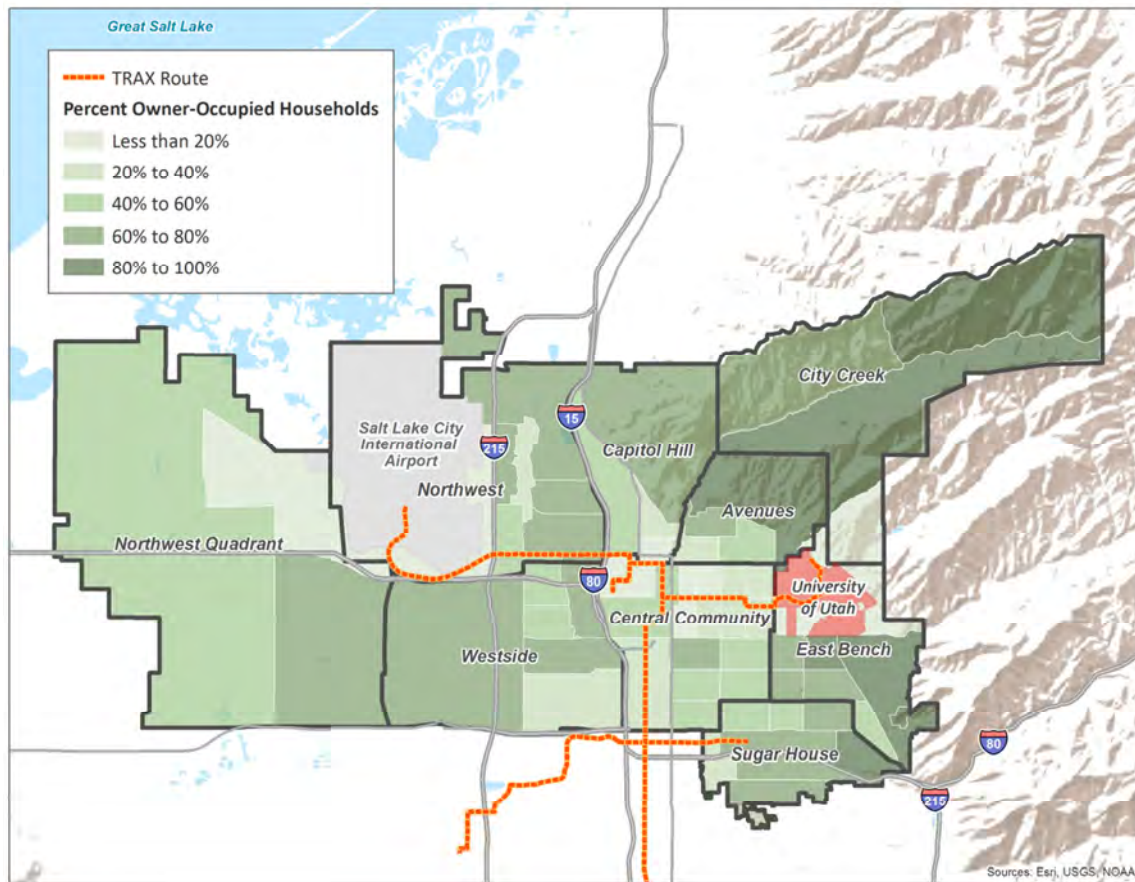 Great Salt Lake
TRAX Route
Percent Owner-Occupied Households
Less than 20%
20% to 40%
40% to 60%
60% to 80%
80% to 100%
City Creek
15
Salt Lake City
International
Airport
215
Capitol Hill
Northwest
Avenues
Northwest Quadrant
80
University
of Utah
Central Community
Westside
East Bench
Sugar House
80
215
Sources: Esri, USGS, NOAA